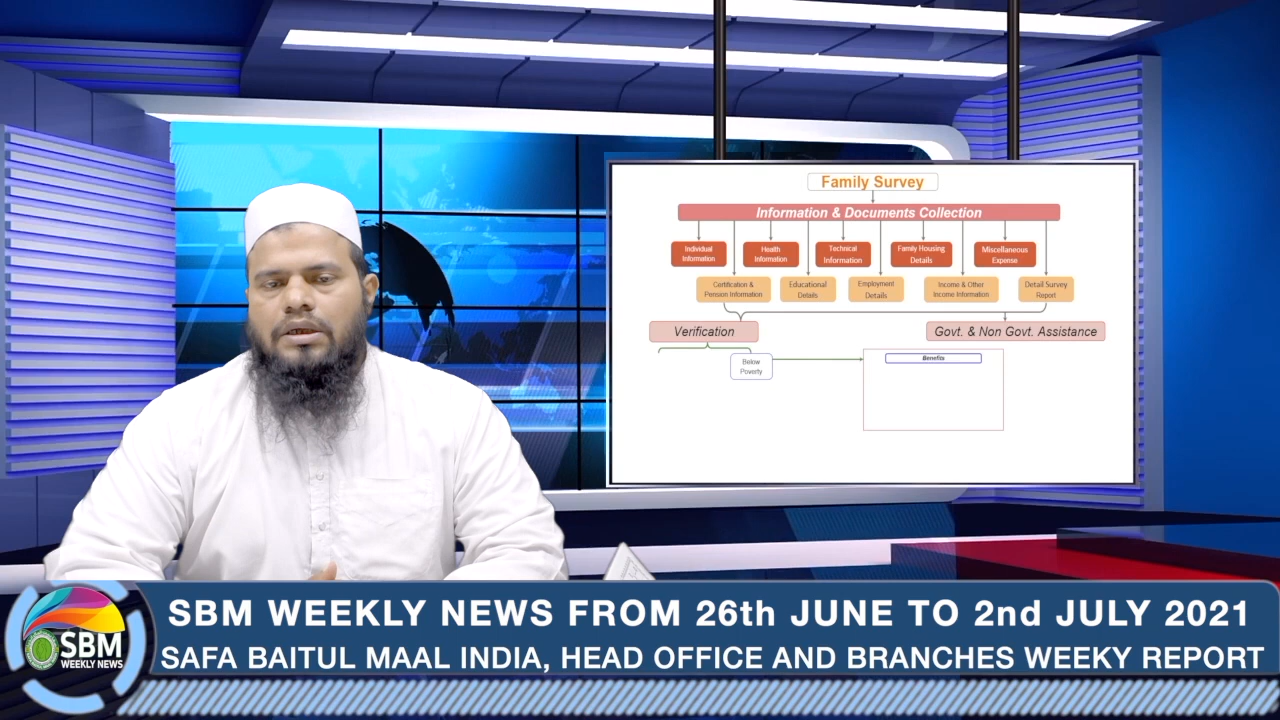 Family Survey
Information & Documents Collection
Individual
Information
Health
Information
Technical
Information
Family Housing
Details
Miscellaneous
Expense
Certification &
Pension Information
Educational
Details
Employment
Details
Income & Other
Income Information
Detail Survey
Report
Verification
Govt. & Non Govt. Assistance
Below
Poverty
Benefits
SBM WEEKLY NEWS FROM 26th JUNE TO 2nd JULY 2021
SAFA BAITUL MAAL INDIA, HEAD OFFICE AND BRANCHES WEEKY REPORT
SBM
WEEKLY NEWS